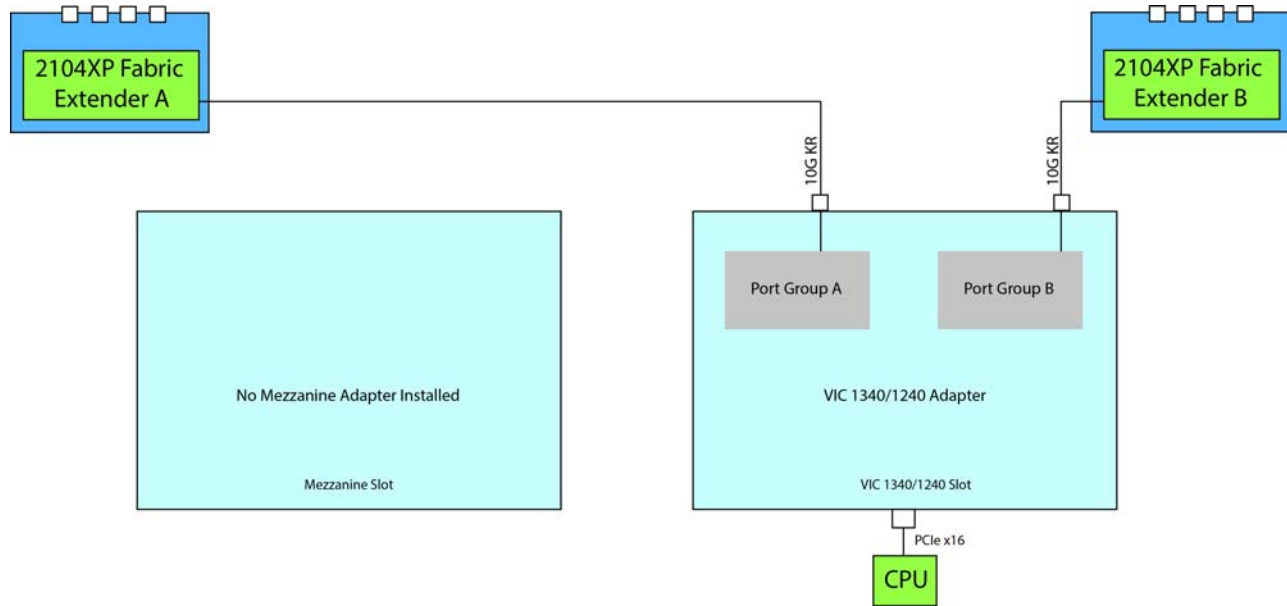 2104XP Fabric
Extender A
2104XP Fabric
Extender B
10G KR
10G KR
Port Group A
Port Group B
No Mezzanine Adapter Installed
VIC 1340/1240 Adapter
Mezzanine Slot
VIC 1340/1240 Slot
PCIe x16
CPU